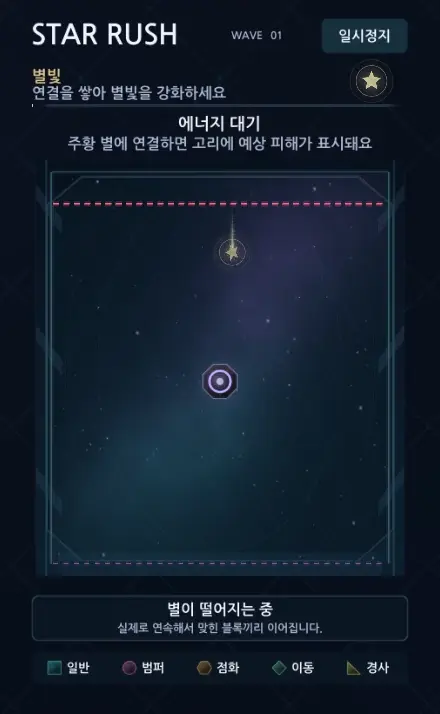 STAR RUSH
WAVE 01
일시정지
별빛
연결을 쌓아 별빛을 강화하세요
에너지 대기
주황 별에 연결하면 고리에 예상 피해가 표시돼요
별이 떨어지는 중
실제로 연속해서 맞힌 블록끼리 이어집니다.
일반
범퍼
점화
이동
경사